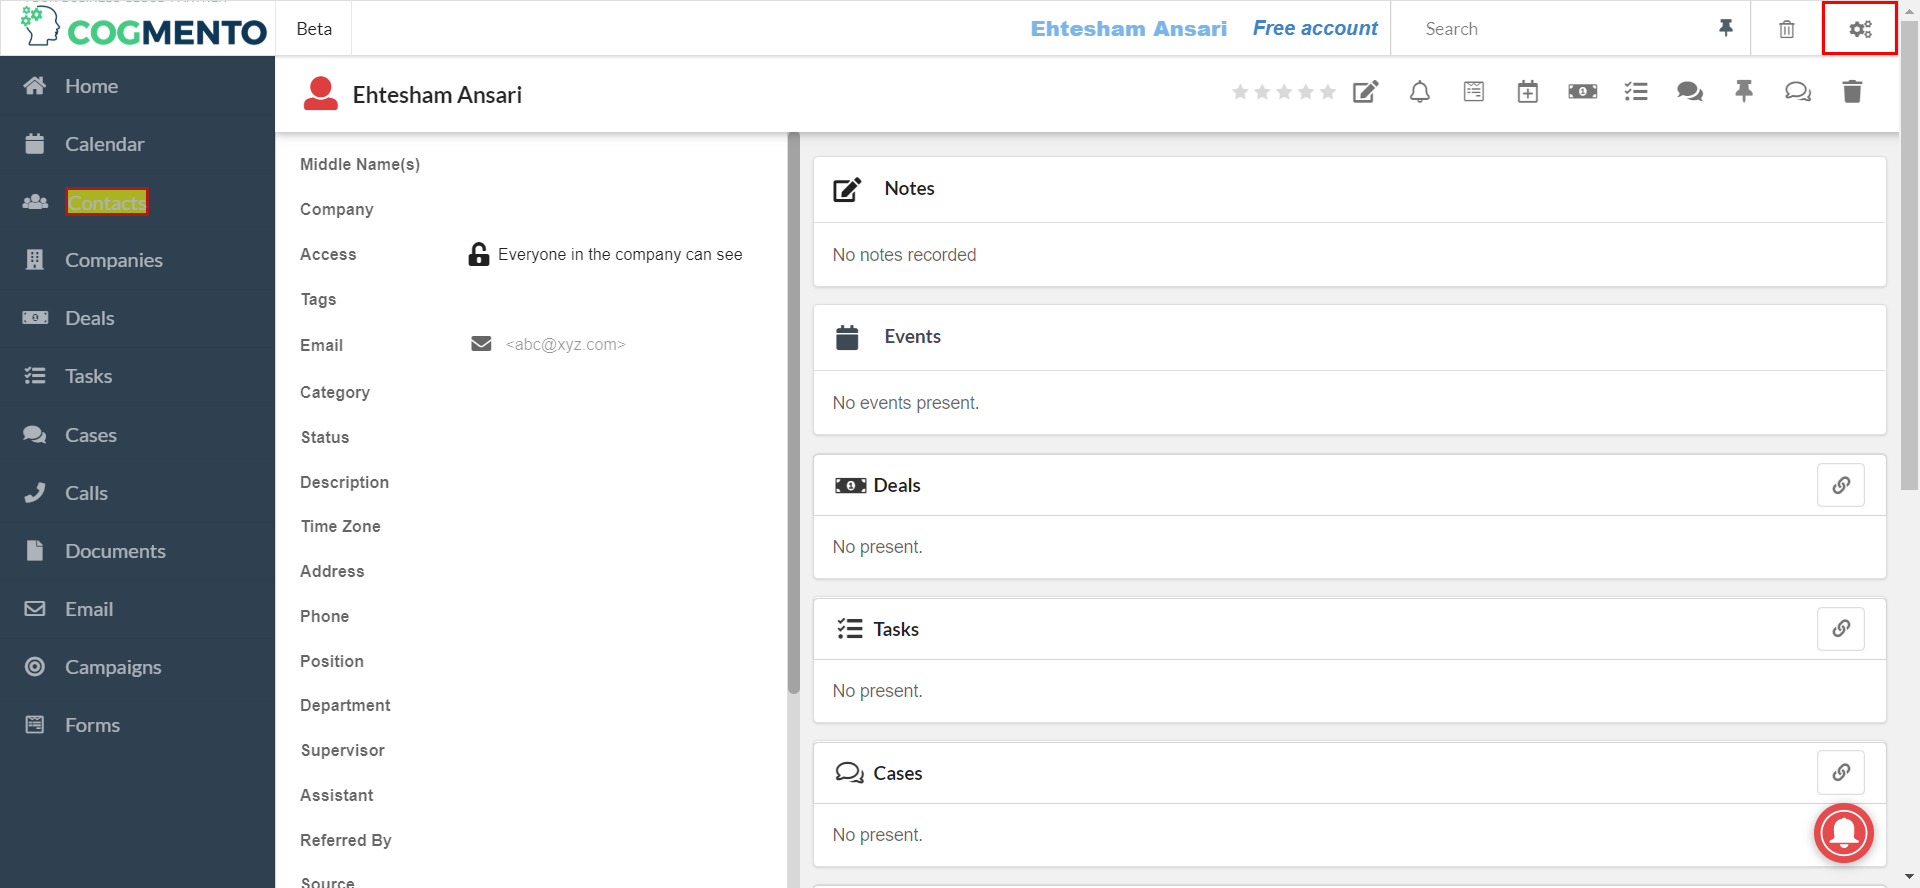 COGMENTO
Beta
Ehtesham Ansari
Free account
Search
Home
Calendar
Contacts
Companies
Deals
Tasks
Cases
Calls
Documents
Email
Campaigns
Forms
Ehtesham Ansari
Middle Name(s)
Company
Access
Everyone in the company can see
Tags
Email
<abc@xyz.com>
Category
Status
Description
Time Zone
Address
Phone
Position
Department
Supervisor
Assistant
Referred By
Source
Notes
No notes recorded
Events
No events present.
Deals
No present.
Tasks
No present.
Cases
No present.